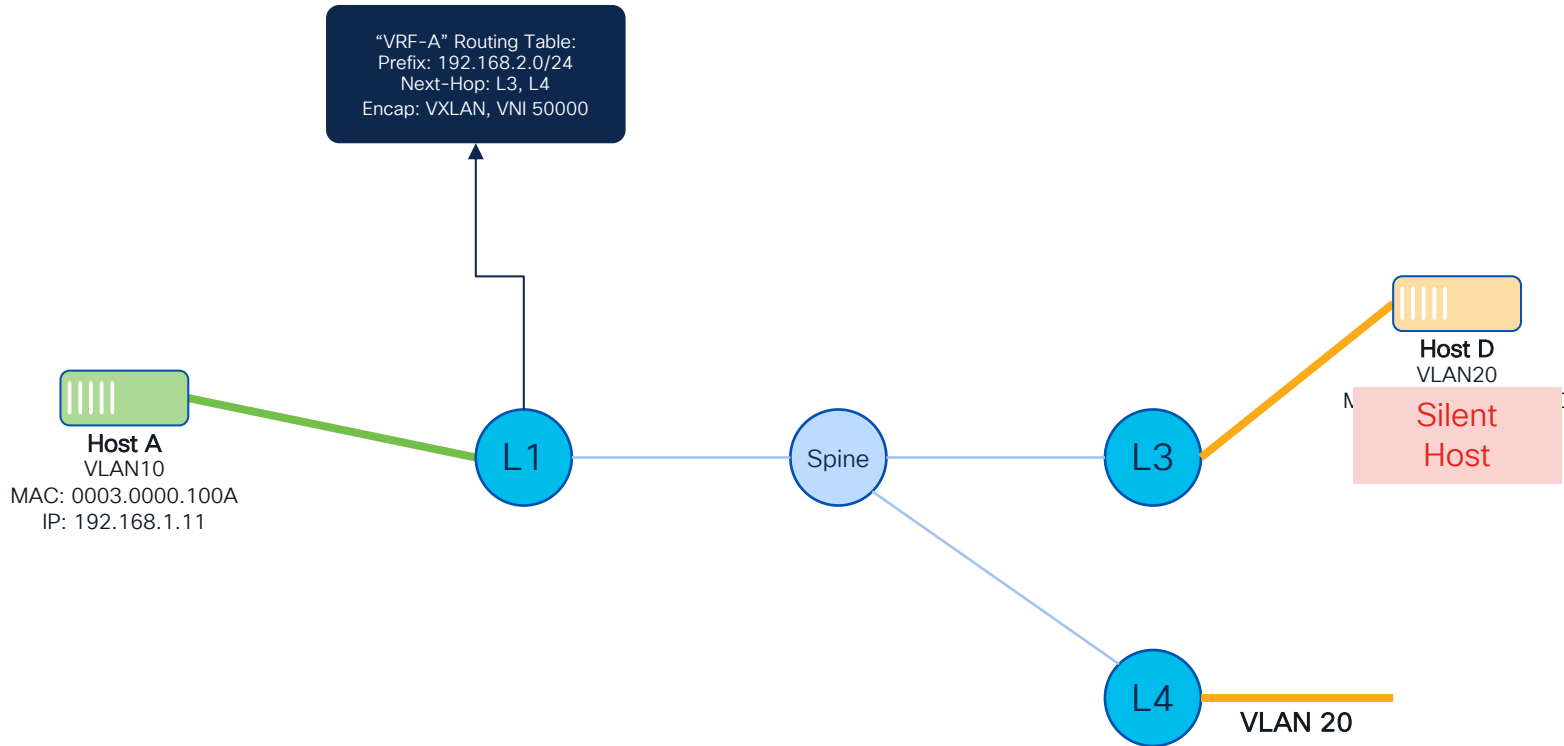 “VRF-A” Routing Table:
Prefix: 192.168.2.0/24
Next-Hop: L3, L4
Encap: VXLAN, VNI 50000
Host A
VLAN10
MAC: 0003.0000.100A
IP: 192.168.1.11
L1
Spine
L3
Host D
VLAN20
Silent
Host
L4
VLAN 20